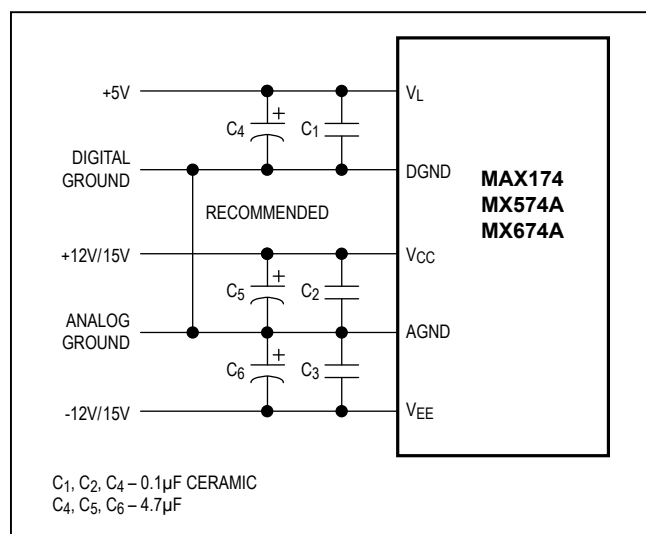 +5V
VL
C4
+
C1
DIGITAL
GROUND
DGND
MAX174
MX574A
MX674A
RECOMMENDED
+12V/15V
VCC
C5
+
C2
ANALOG
GROUND
AGND
C6
+
C3
-12V/15V
VEE
C1, C2, C4 – 0.1µF CERAMIC
C4, C5, C6 – 4.7µF